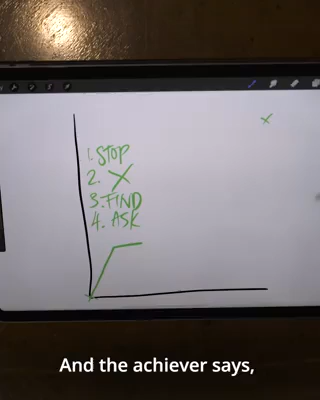 1. STOP
2. X
3. FIND
4. ASK
And the achiever says,